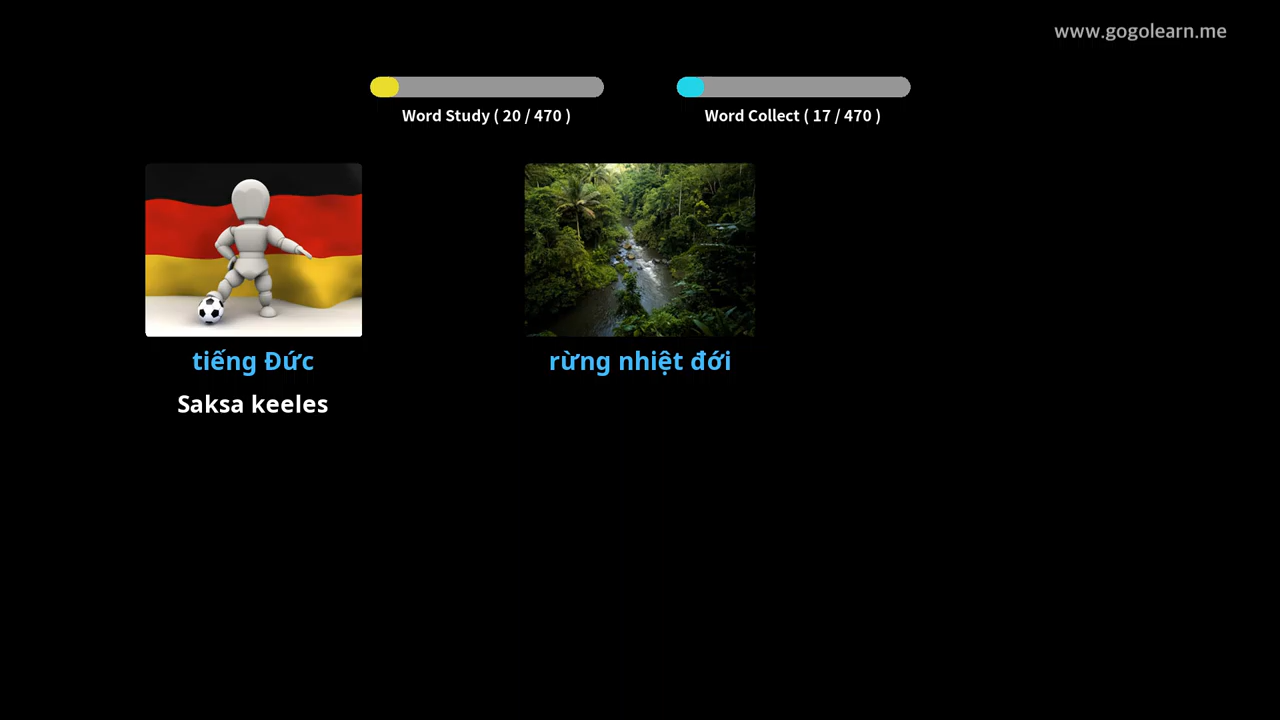 www.gogolearn.me
Word Study ( 20 / 470 )
Word Collect ( 17 / 470 )
tiếng Đức
rừng nhiệt đới
Saksa keeles